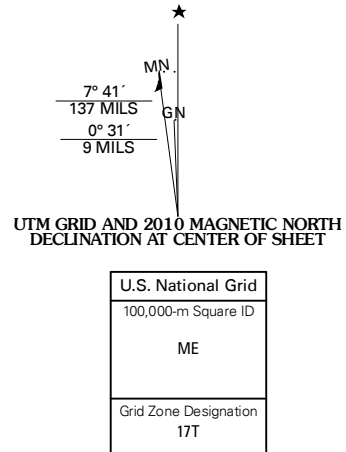 ★
MN
7° 41´
137 MILS
GN
0° 31´
9 MILS
UTM GRID AND 2010 MAGNETIC NORTH
DECLINATION AT CENTER OF SHEET
U.S. National Grid
100,000-m Square ID
ME
Grid Zone Designation
17T